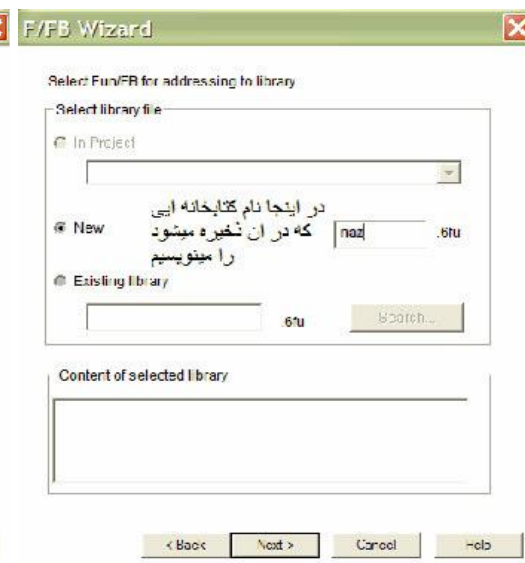 F/FB Wizard
Select Fun/FB for addressing to library
Select library file
In Project
در اینجا نام کتابخانه ایی
New که در ان ذخیره میشود naz .6fu
را مینویسیم
Existing library
.6fu Search...
Content of selected library
< Back Next > Cancel Help